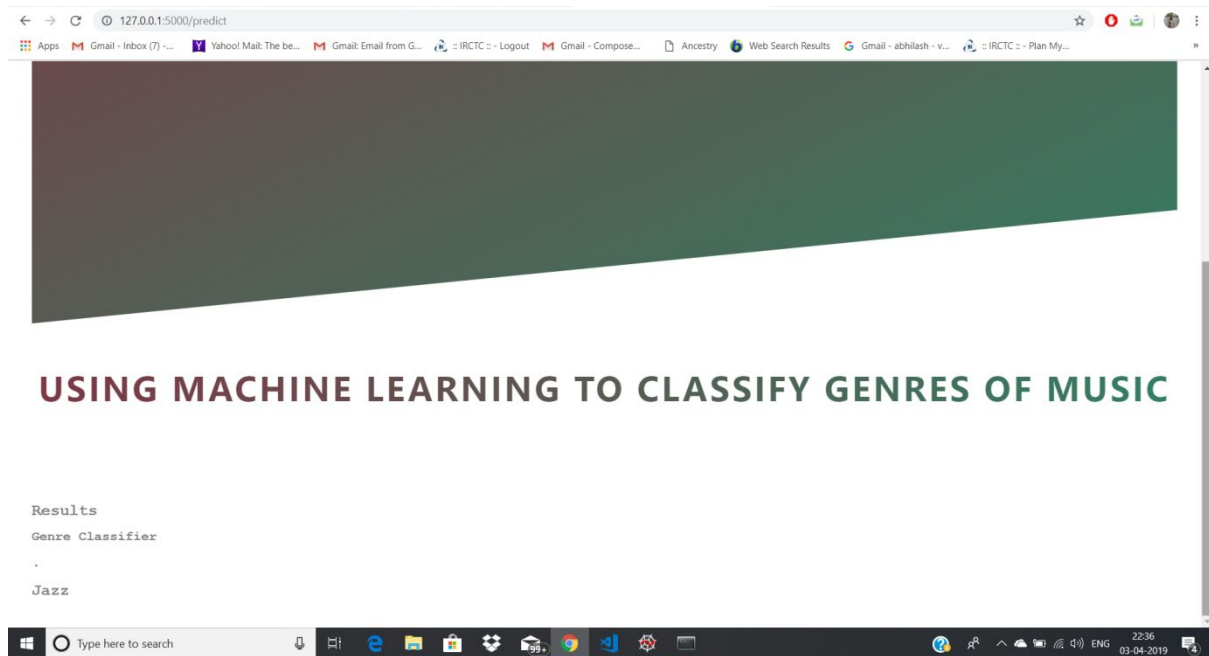 127.0.0.1:5000/predict
Apps
Gmail - Inbox (7) -...
Yahoo! Mail: The be...
Gmail: Email from G...
:: IRCTC :: - Logout
Gmail - Compose...
Ancestry
Web Search Results
Gmail - abhilash - v...
:: IRCTC :: - Plan My...
USING MACHINE LEARNING TO CLASSIFY GENRES OF MUSIC
Results
Genre Classifier
.
Jazz
Type here to search
99+
ENG
22:36
03-04-2019
4